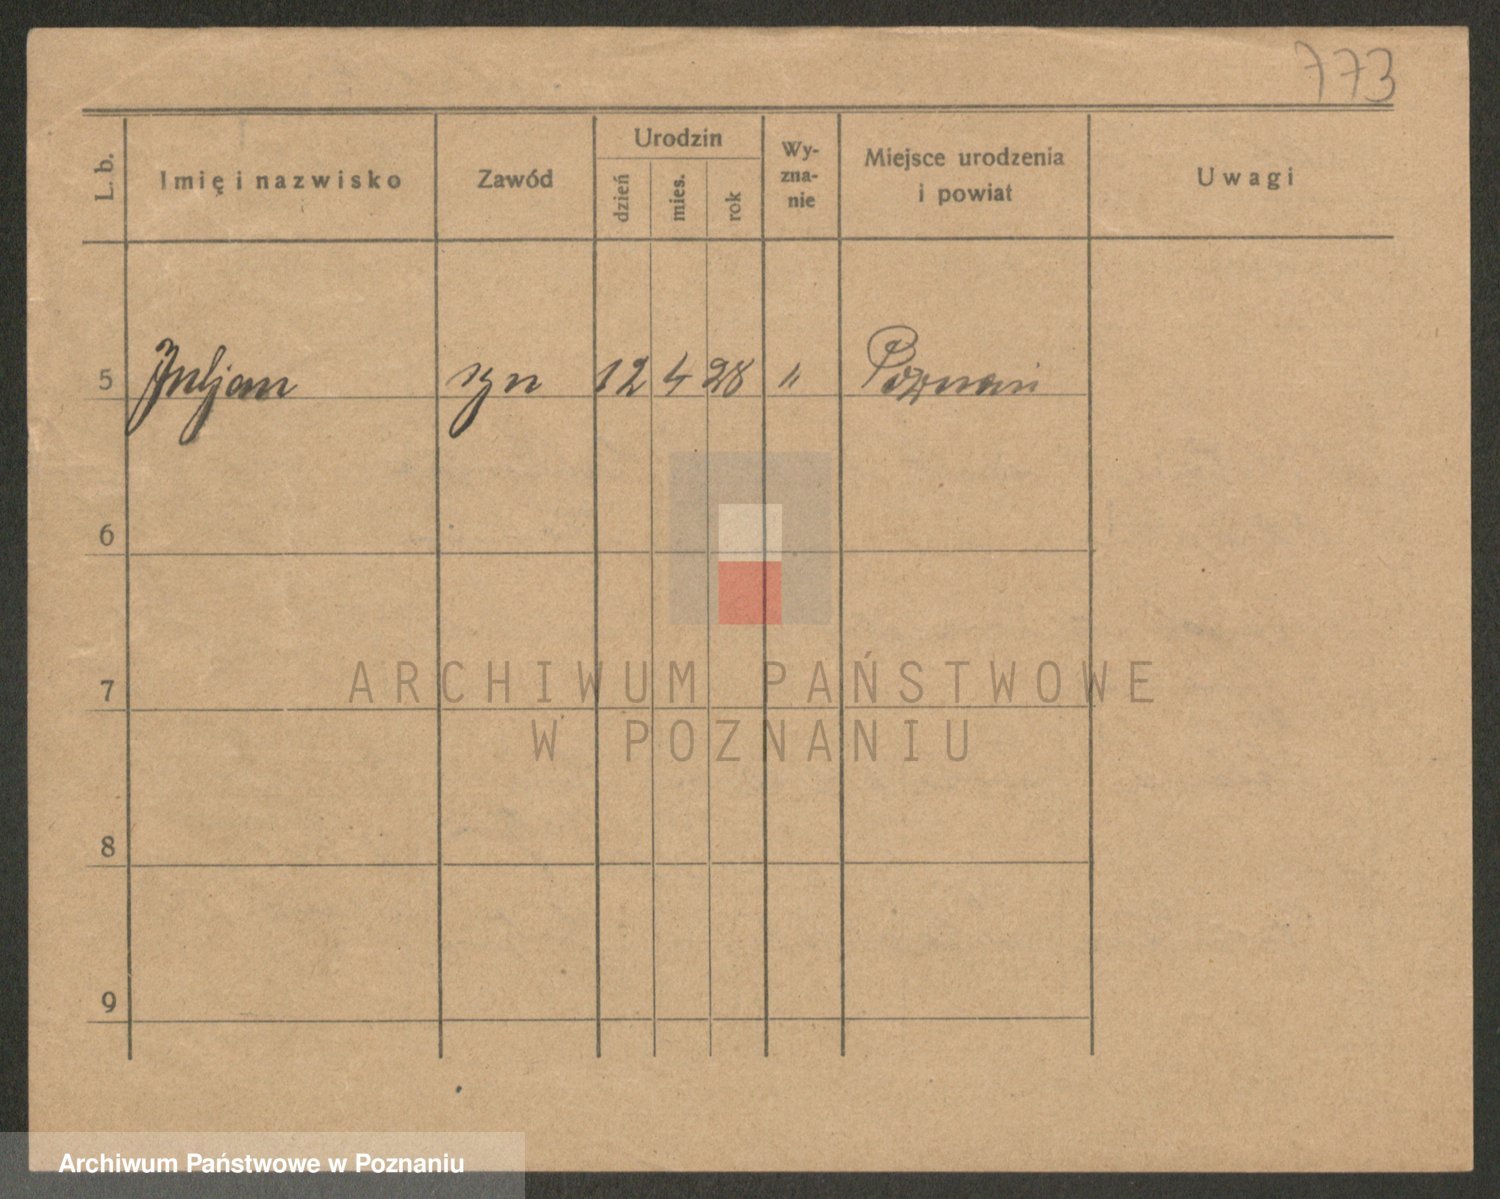 773
L. b. Imię i nazwisko Zawód Urodzin dzień mies. rok Wy-zna-nie Miejsce urodzenia i powiat Uwagi
5 Juljan syn 12 4 28 " Poznań
6
7
8
9
ARCHIWUM PAŃSTWOWE
W POZNANIU
Archiwum Państwowe w Poznaniu